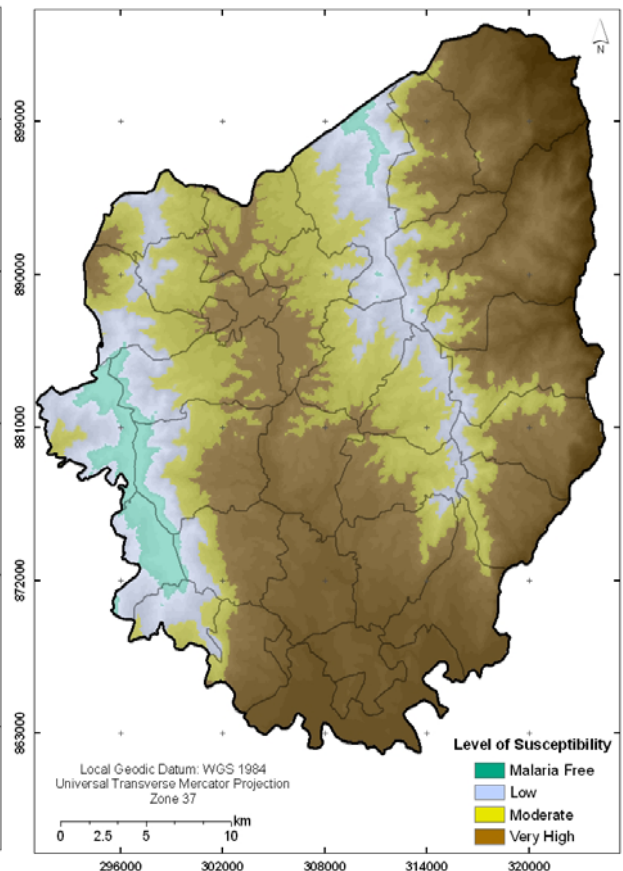 N
899000
890000
881000
872000
863000
Local Geodic Datum: WGS 1984
Universal Transverse Mercator Projection
Zone 37
km
0 2.5 5 10
Level of Susceptibility
Malaria Free
Low
Moderate
Very High
296000 302000 308000 314000 320000